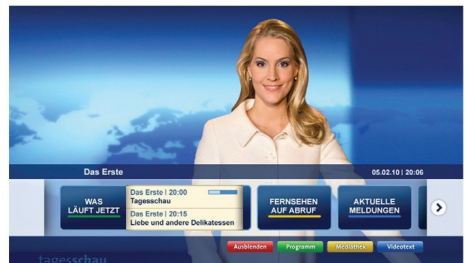 Das Erste
05.02.10 | 20:06
WAS
LÄUFT JETZT
Das Erste | 20:00
Tagesschau
Das Erste | 20:15
Liebe und andere Delikatessen
FERNSEHEN
AUF ABRUF
AKTUELLE
MELDUNGEN
Ausblenden
Programm
Mediathek
Videotext
tagesschau